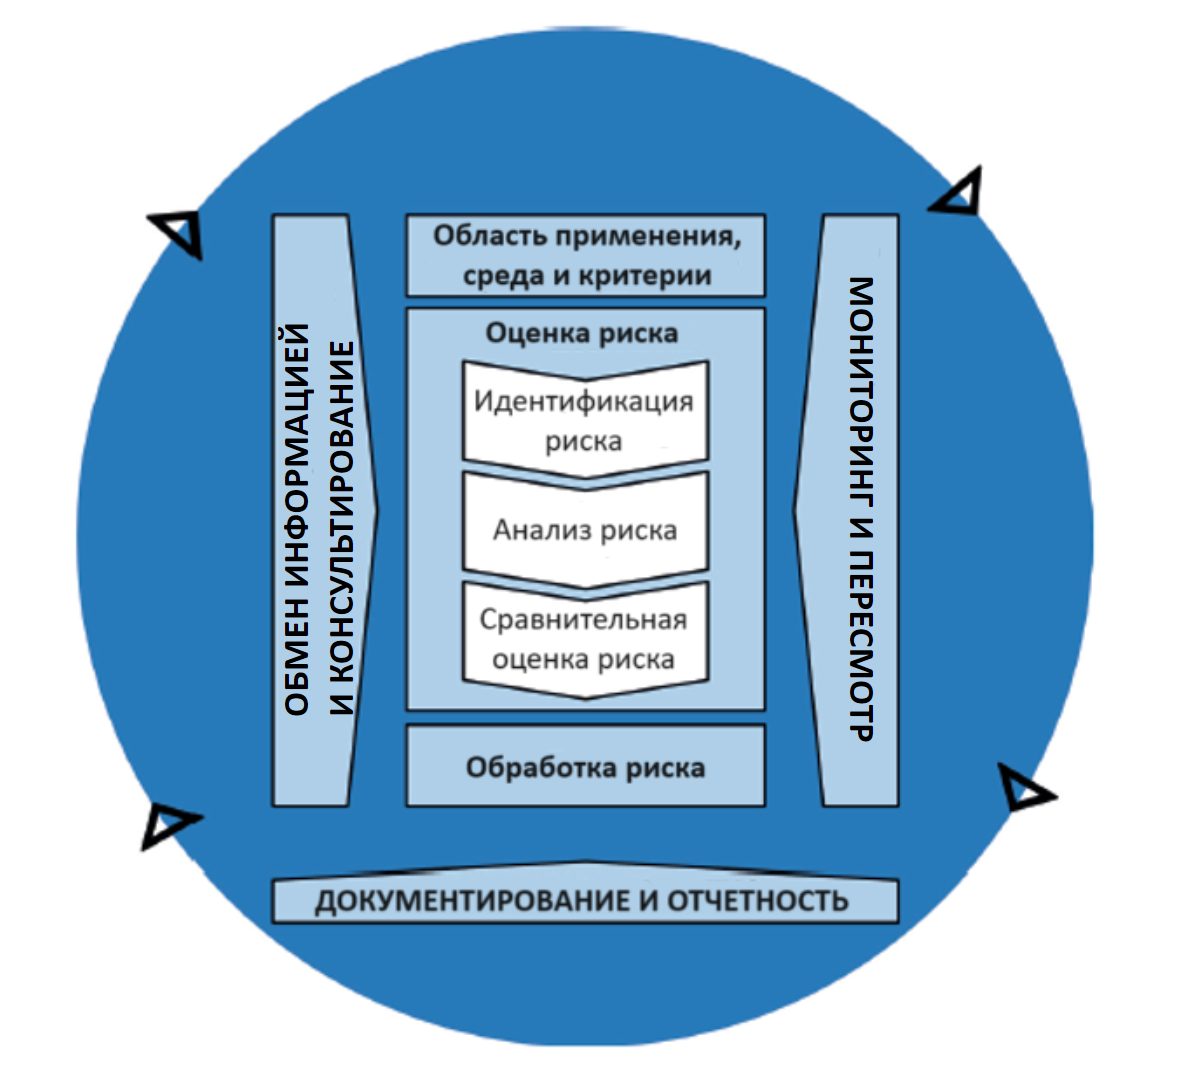 Область применения,
среда и критерии
Оценка риска
Идентификация
риска
Анализ риска
Сравнительная
оценка риска
Обработка риска
ОБМЕН ИНФОРМАЦИЕЙ
И КОНСУЛЬТИРОВАНИЕ
МОНИТОРИНГ И ПЕРЕСМОТР
ДОКУМЕНТИРОВАНИЕ И ОТЧЕТНОСТЬ